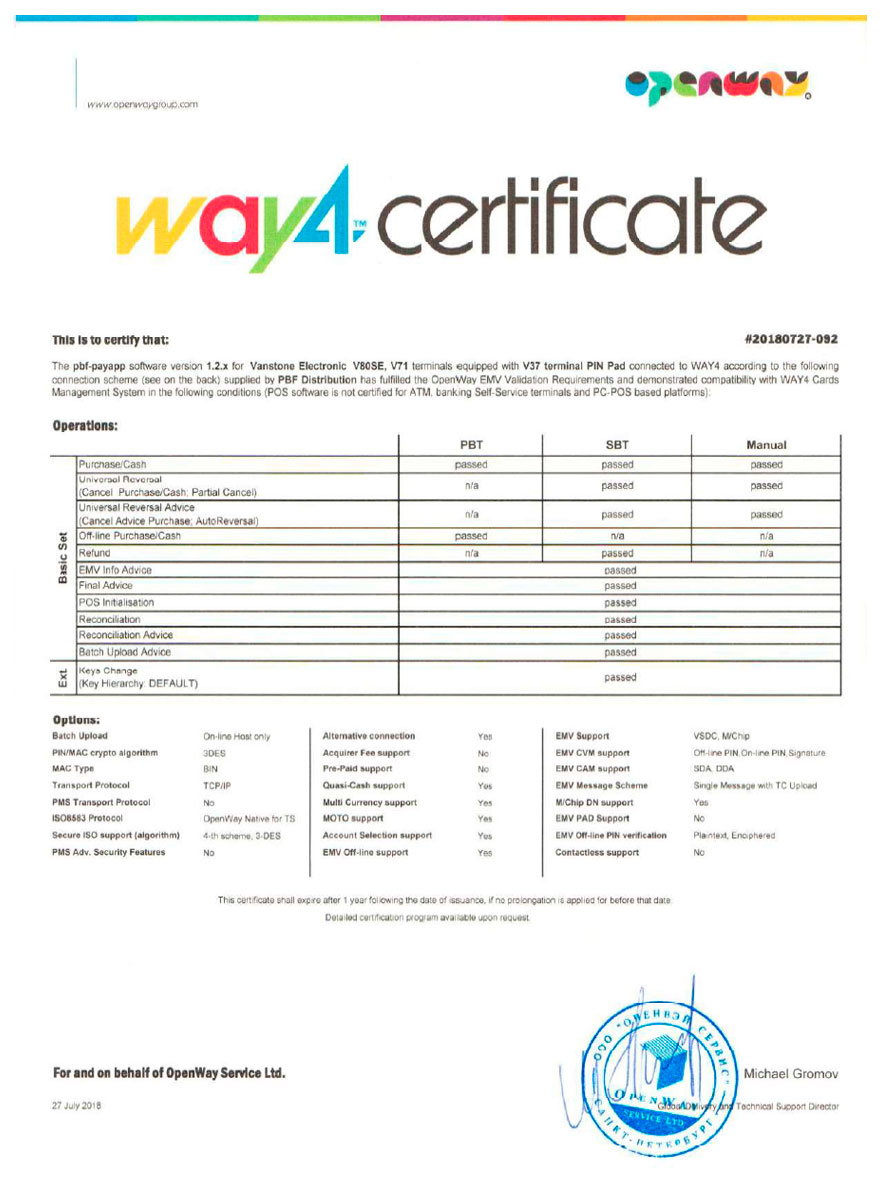 www.openwaygroup.com
openway
way4™ certificate
This is to certify that: #20180727-092
The pbf-payapp software version 1.2.x for Vanstone Electronic V80SE, V71 terminals equipped with V37 terminal PIN Pad connected to WAY4 according to the following
connection scheme (see on the back) supplied by PBF Distribution has fulfilled the OpenWay EMV Validation Requirements and demonstrated compatibility with WAY4 Cards
Management System in the following conditions (POS software is not certified for ATM, banking Self-Service terminals and PC-POS based platforms):
Operations:
PBT SBT Manual
Basic Set
Purchase/Cash passed passed passed
Universal Reversal
(Cancel Purchase/Cash; Partial Cancel) n/a passed passed
Universal Reversal Advice
(Cancel Advice Purchase; AutoReversal) n/a passed passed
Off-line Purchase/Cash passed n/a n/a
Refund n/a passed n/a
EMV Info Advice passed
Final Advice passed
POS Initialisation passed
Reconciliation passed
Reconciliation Advice passed
Batch Upload Advice passed
Ext.
Keys Change
(Key Hierarchy: DEFAULT) passed
Options:
Batch Upload On-line Host only Alternative connection Yes EMV Support VSDC, M/Chip
PIN/MAC crypto algorithm 3DES Acquirer Fee support No EMV CVM support Off-line PIN,On-line PIN,Signature
MAC Type BIN Pre-Paid support No EMV CAM support SDA, DDA
Transport Protocol TCP/IP Quasi-Cash support Yes EMV Message Scheme Single Message with TC Upload
PMS Transport Protocol No Multi Currency support Yes M/Chip DN support Yes
ISO8583 Protocol OpenWay Native for TS MOTO support Yes EMV PAD Support No
Secure ISO support (algorithm) 4-th scheme, 3-DES Account Selection support Yes EMV Off-line PIN verification Plaintext, Enciphered
PMS Adv. Security Features No EMV Off-line support Yes Contactless support No
This certificate shall expire after 1 year following the date of issuance, if no prolongation is applied for before that date.
Detailed certification program available upon request.
ООО "ОПЕНВЭЙ СЕРВИС"
OPENWAY
SERVICE LTD
САНКТ-ПЕТЕРБУРГ
For and on behalf of OpenWay Service Ltd. Michael Gromov
27 July 2018 Global Delivery and Technical Support Director